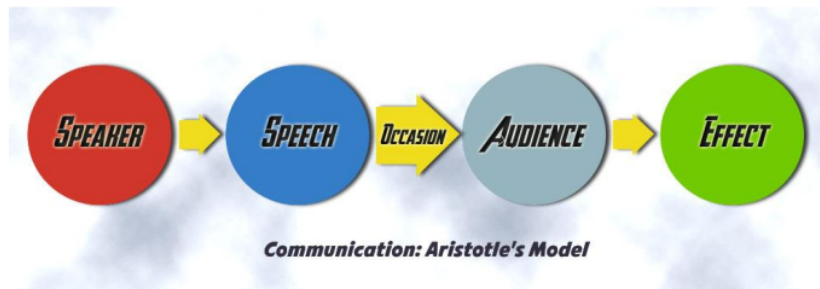 SPEAKER
SPEECH
OCCASION
AUDIENCE
EFFECT
Communication: Aristotle's Model